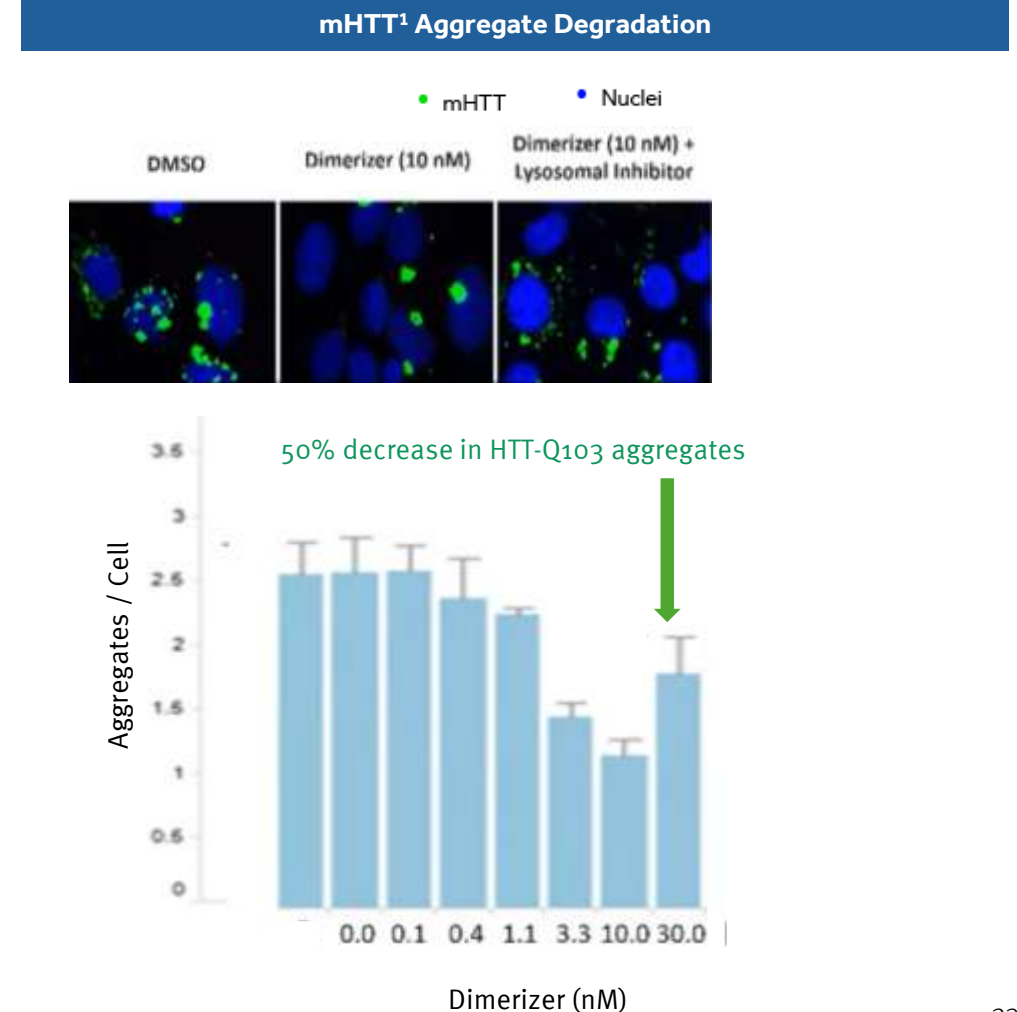 mHTT¹ Aggregate Degradation
mHTT
Nuclei
DMSO
Dimerizer (10 nM)
Dimerizer (10 nM) +
Lysosomal Inhibitor
50% decrease in HTT-Q103 aggregates
Aggregates / Cell
3.5
3
2.5
2
1.5
1
0.5
0
0.0 0.1 0.4 1.1 3.3 10.0 30.0
Dimerizer (nM)